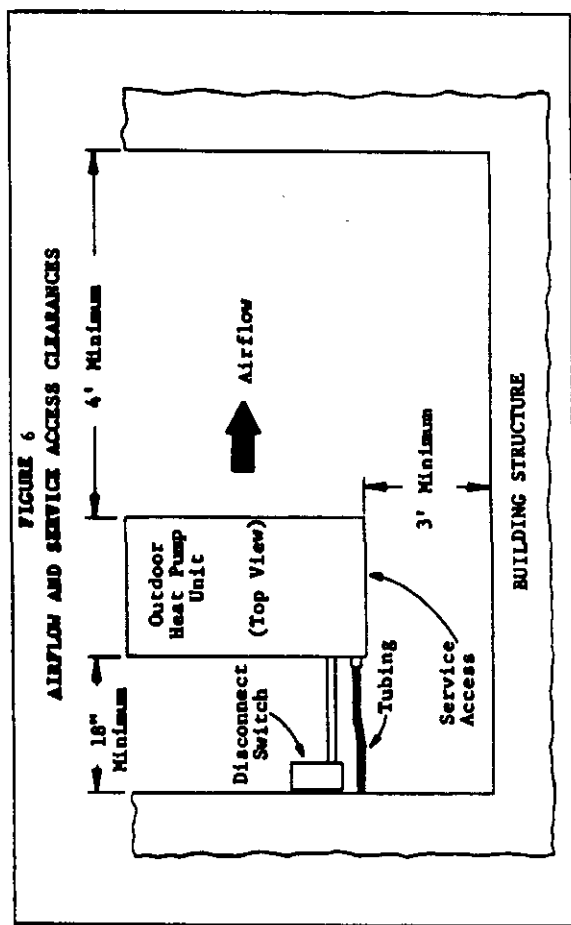 FIGURE 6
AIRFLOW AND SERVICE ACCESS CLEARANCES
18"
Minimum
4' Minimum
Outdoor
Heat Pump
Unit
(Top View)
Airflow
Disconnect
Switch
Tubing
3' Minimum
Service
Access
BUILDING STRUCTURE